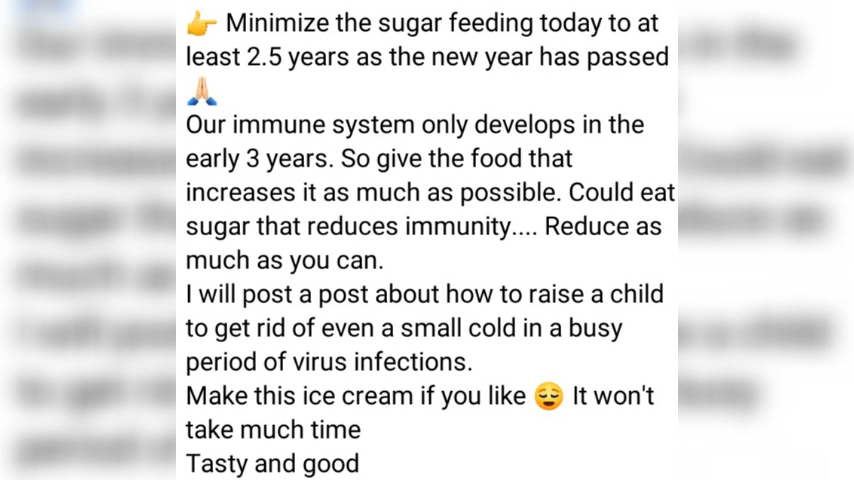 👉 Minimize the sugar feeding today to at
least 2.5 years as the new year has passed
🙏🏻
Our immune system only develops in the
early 3 years. So give the food that
increases it as much as possible. Could eat
sugar that reduces immunity.... Reduce as
much as you can.
I will post a post about how to raise a child
to get rid of even a small cold in a busy
period of virus infections.
Make this ice cream if you like 😌 It won't
take much time
Tasty and good